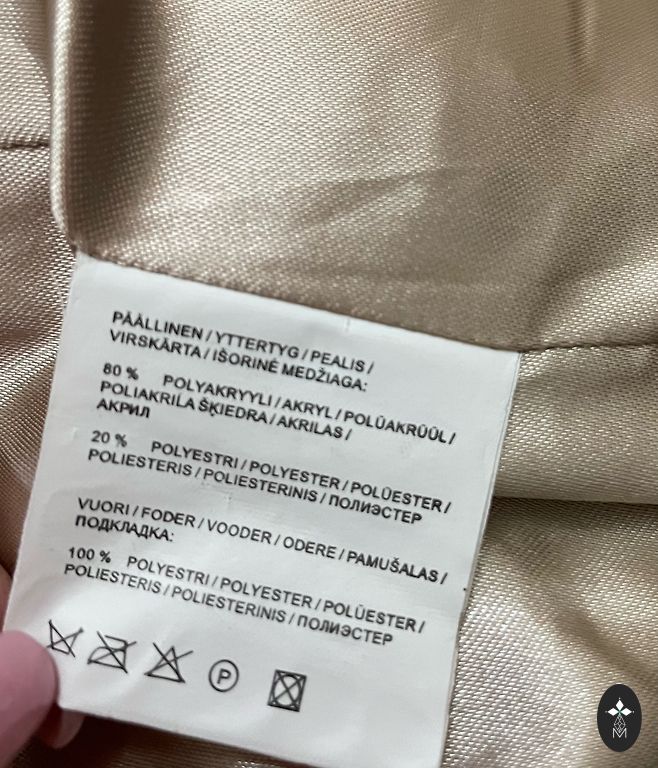 PÄÄLLINEN / YTTERTYG / PEALIS /
VIRSKĀRTA / IŠORINĖ MEDŽIAGA:
80 % POLYAKRYYLI / AKRYL / POLÜAKRÜÜL /
POLIAKRILA ŠĶIEDRA / AKRILAS /
АКРИЛ
20 % POLYESTRI / POLYESTER / POLÜESTER /
POLIESTERIS / POLIESTERINIS / ПОЛИЭСТЕР
VUORI / FODER / VOODER / ODERE / PAMUŠALAS /
ПОДКЛАДКА:
100 % POLYESTRI / POLYESTER / POLÜESTER /
POLIESTERIS / POLIESTERINIS / ПОЛИЭСТЕР
P
M